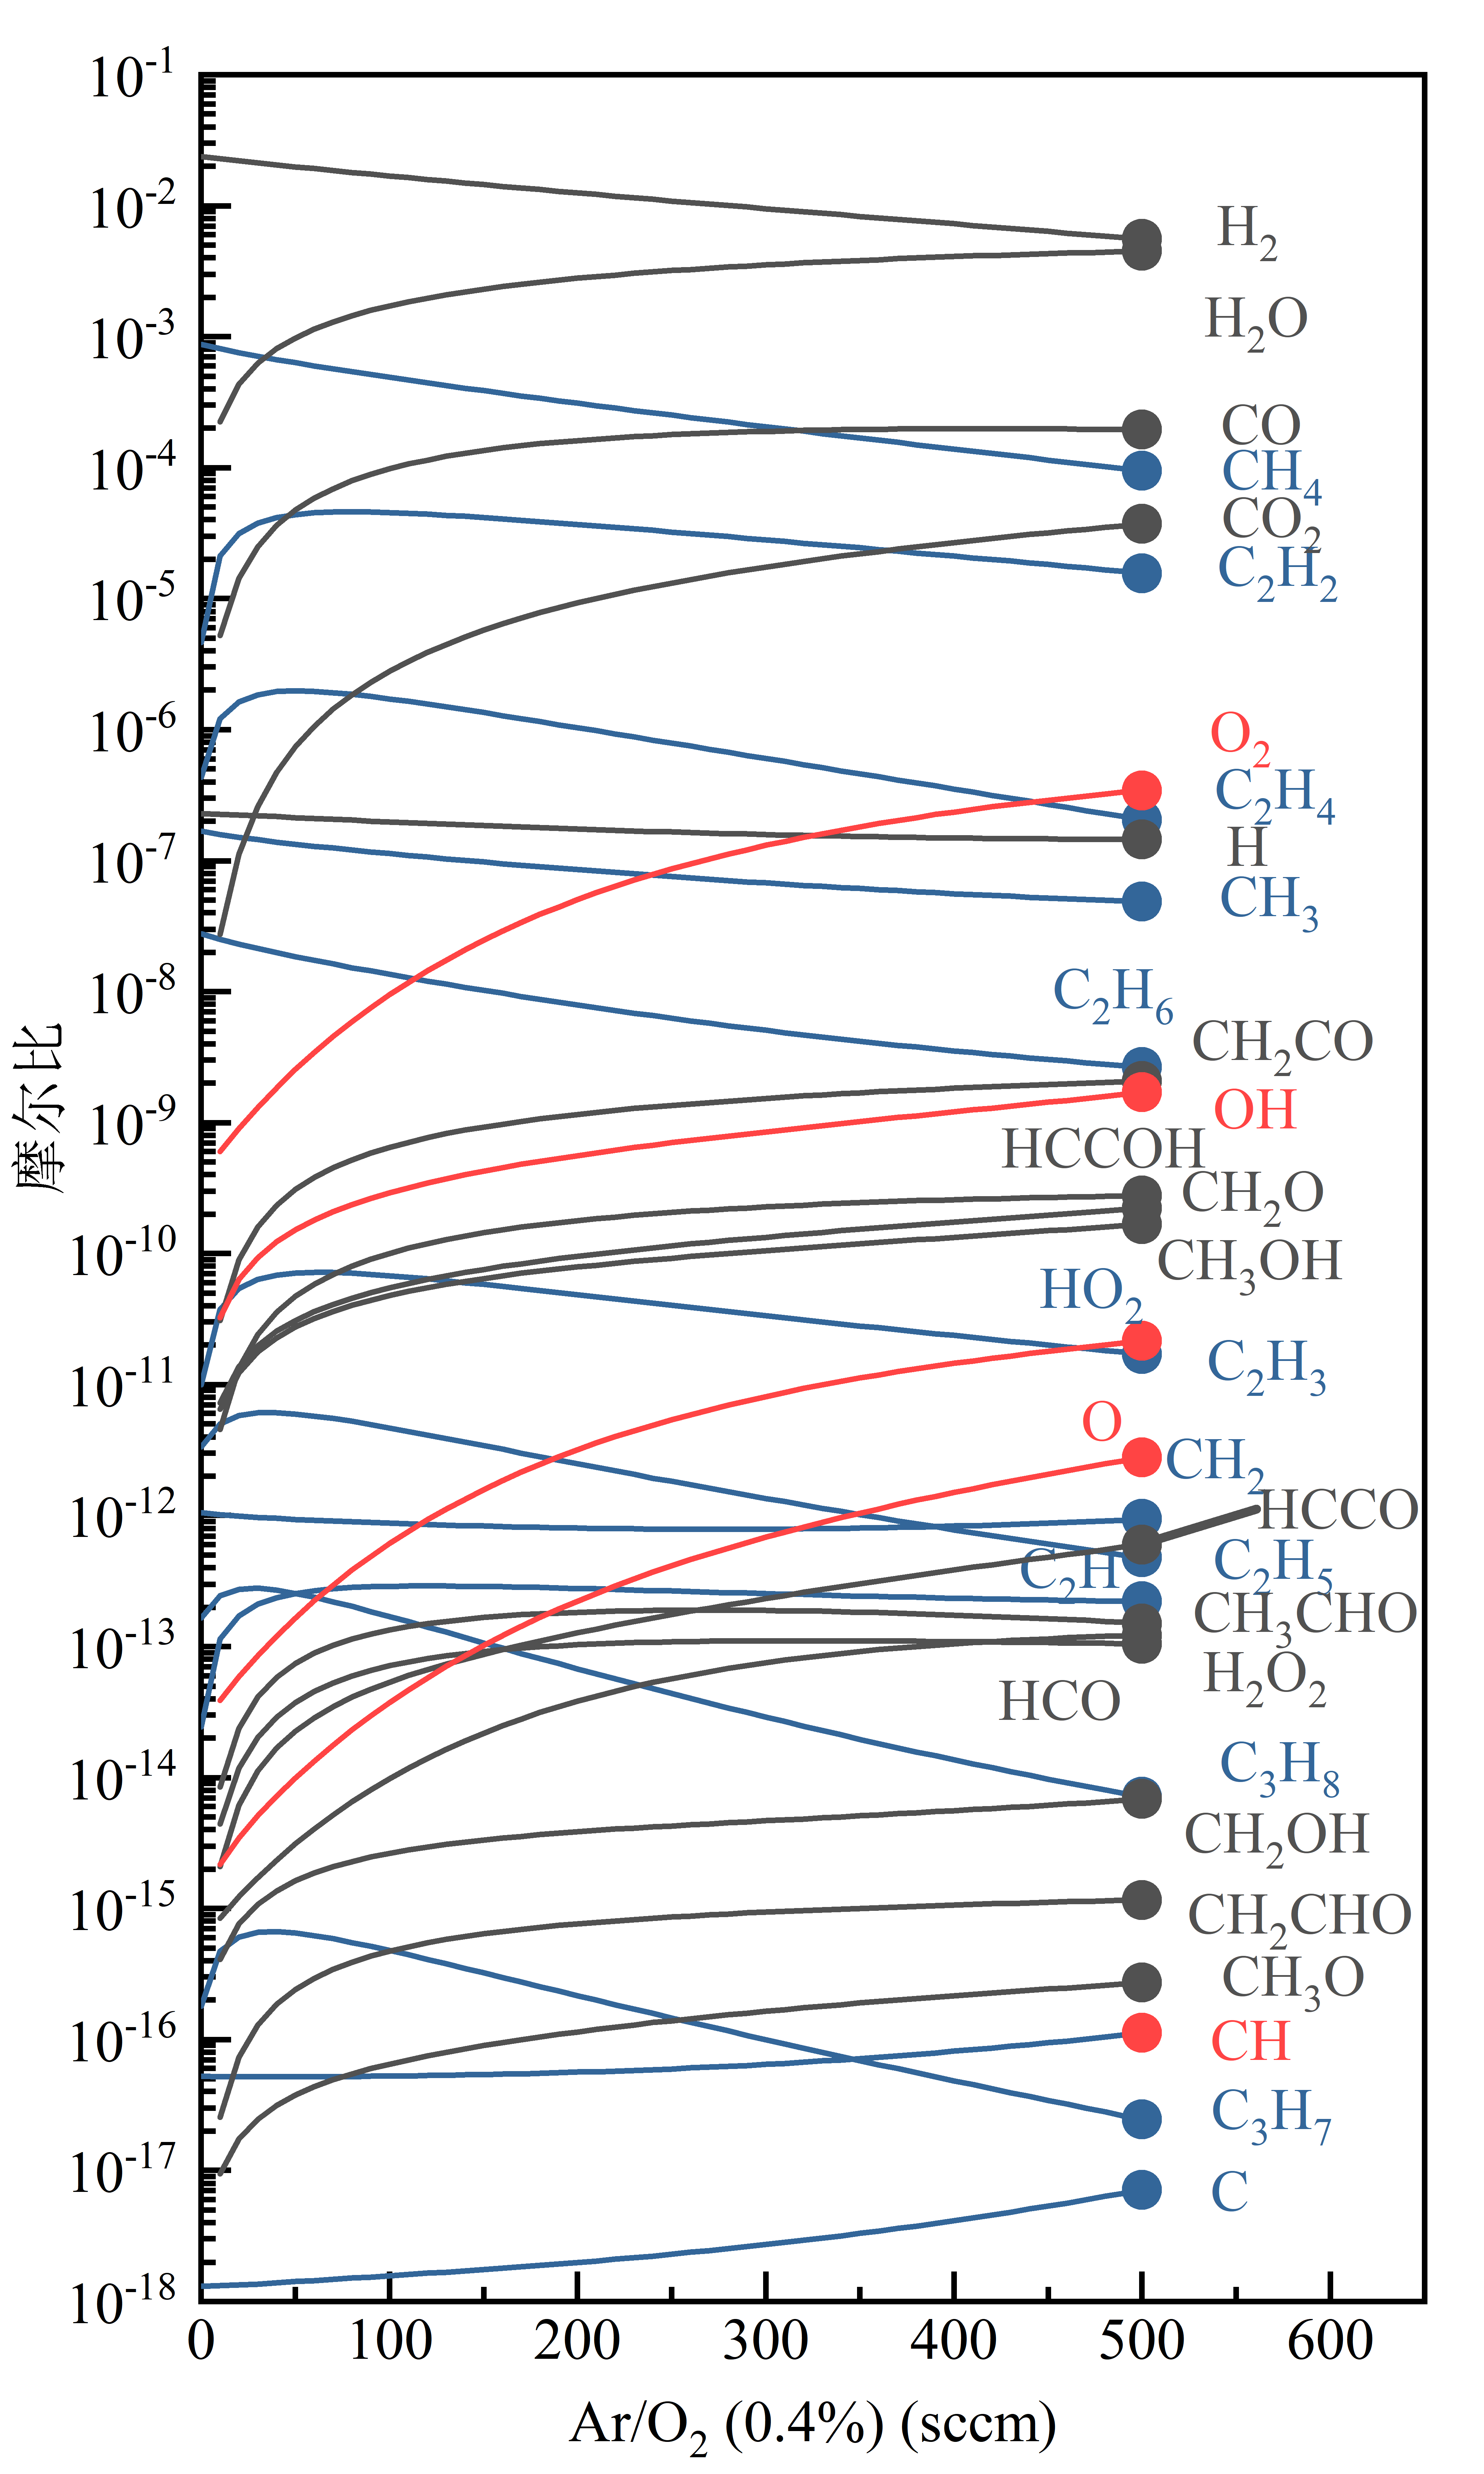 10⁻¹
10⁻²
10⁻³
10⁻⁴
10⁻⁵
10⁻⁶
10⁻⁷
10⁻⁸
10⁻⁹
10⁻¹⁰
10⁻¹¹
10⁻¹²
10⁻¹³
10⁻¹⁴
10⁻¹⁵
10⁻¹⁶
10⁻¹⁷
10⁻¹⁸
摩尔比
H₂
H₂O
CO
CH₄
CO₂
C₂H₂
O₂
C₂H₄
H
CH₃
C₂H₆
CH₂CO
OH
HCCOH
CH₂O
CH₃OH
HO₂
C₂H₃
O
CH₂
HCCO
C₂H
C₂H₅
CH₃CHO
H₂O₂
HCO
C₃H₈
CH₂OH
CH₂CHO
CH₃O
CH
C₃H₇
C
0 100 200 300 400 500 600
Ar/O₂ (0.4%) (sccm)